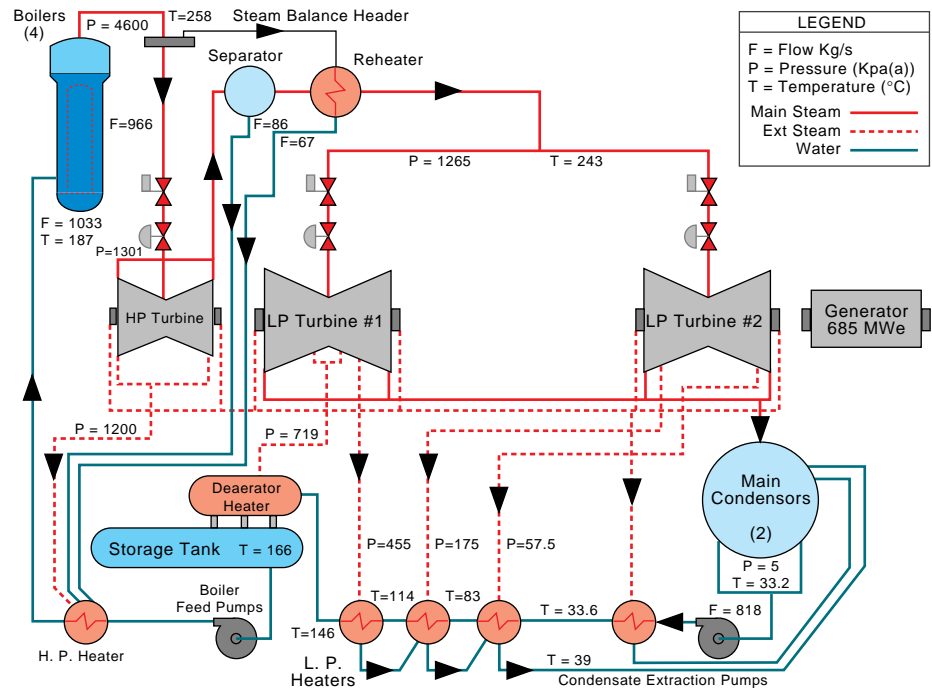 Boilers
(4)
P = 4600
T=258
Steam Balance Header
Separator
Reheater
LEGEND
F = Flow Kg/s
P = Pressure (Kpa(a))
T = Temperature (°C)
Main Steam
Ext Steam
Water
F=966
F=86
F=67
P = 1265
T = 243
F = 1033
T = 187
P=1301
HP Turbine
LP Turbine #1
LP Turbine #2
Generator
685 MWe
P = 1200
P = 719
Deaerator
Heater
Storage Tank
T = 166
Main
Condensors
(2)
P = 5
T = 33.2
P=455
P=175
P=57.5
Boiler
Feed Pumps
H. P. Heater
T=146
T=114
T=83
T = 33.6
F = 818
L. P.
Heaters
T = 39
Condensate Extraction Pumps